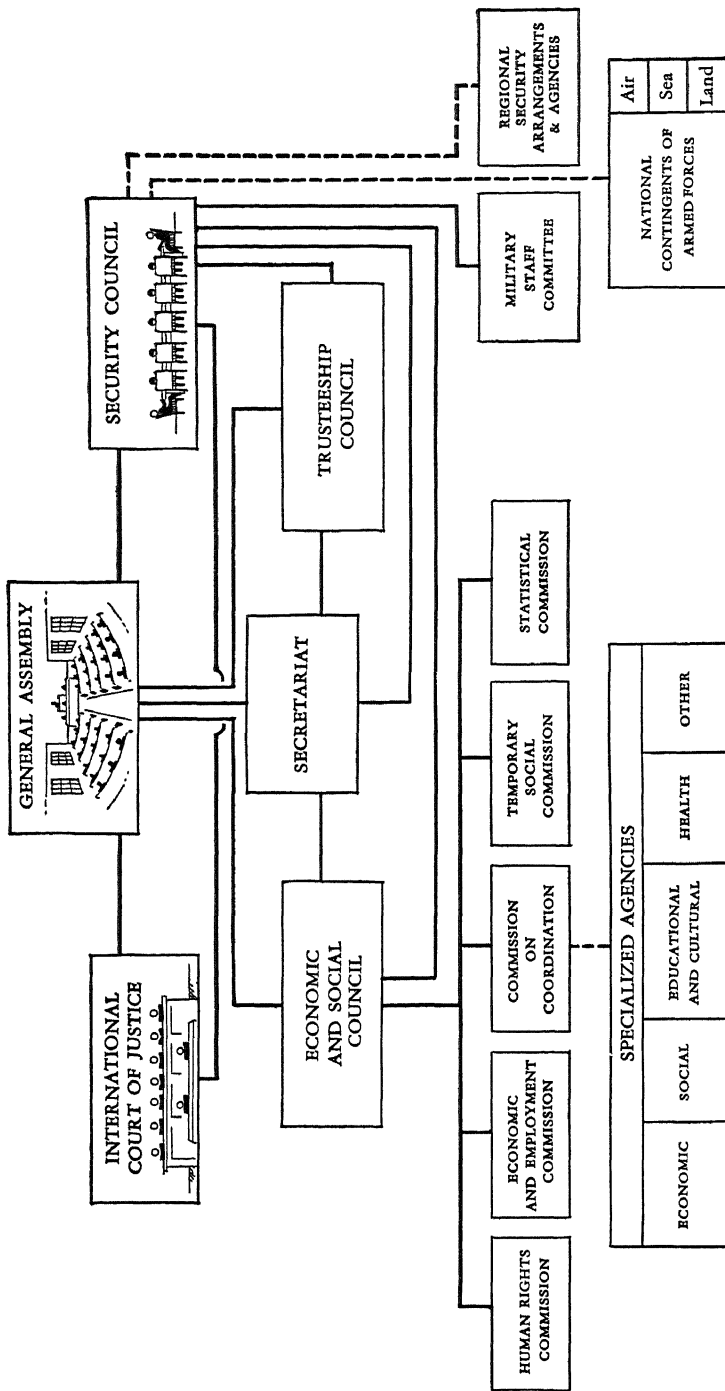 GENERAL ASSEMBLY
INTERNATIONAL
COURT OF JUSTICE
SECURITY COUNCIL
ECONOMIC
AND SOCIAL
COUNCIL
SECRETARIAT
TRUSTEESHIP
COUNCIL
HUMAN RIGHTS
COMMISSION
ECONOMIC
AND EMPLOYMENT
COMMISSION
COMMISSION
ON
COORDINATION
TEMPORARY
SOCIAL
COMMISSION
STATISTICAL
COMMISSION
MILITARY
STAFF
COMMITTEE
REGIONAL
SECURITY
ARRANGEMENTS
& AGENCIES
SPECIALIZED AGENCIES
ECONOMIC
SOCIAL
EDUCATIONAL
AND CULTURAL
HEALTH
OTHER
NATIONAL
CONTINGENTS OF
ARMED FORCES
Air
Sea
Land